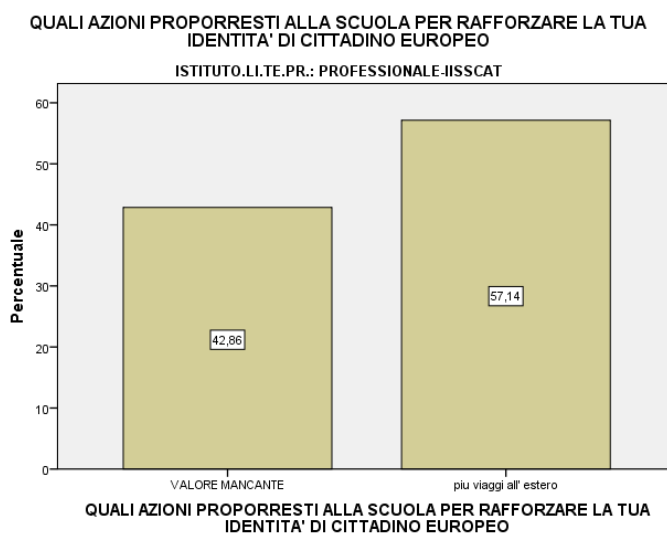 QUALI AZIONI PROPORRESTI ALLA SCUOLA PER RAFFORZARE LA TUA
IDENTITA' DI CITTADINO EUROPEO
ISTITUTO.LI.TE.PR.: PROFESSIONALE-IISSCAT
Percentuale
60
50
40
30
20
10
0
42,86
57,14
VALORE MANCANTE
piu viaggi all' estero
QUALI AZIONI PROPORRESTI ALLA SCUOLA PER RAFFORZARE LA TUA
IDENTITA' DI CITTADINO EUROPEO